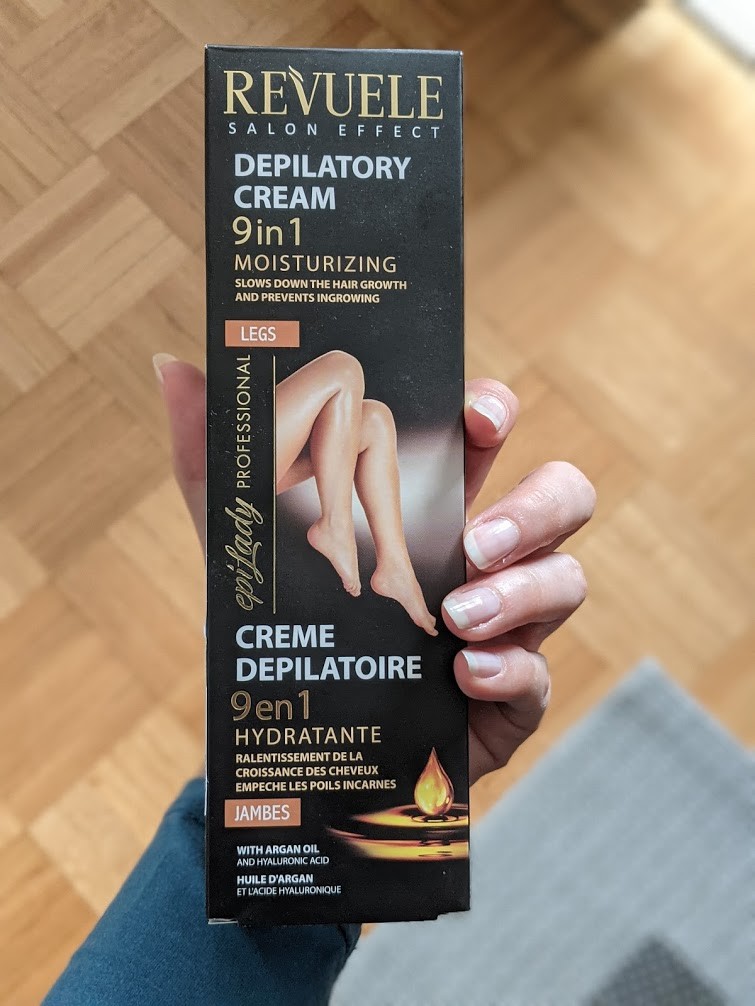 REVUELE
SALON EFFECT
DEPILATORY
CREAM
9in1
MOISTURIZING
SLOWS DOWN THE HAIR GROWTH
AND PREVENTS INGROWING
LEGS
epilady PROFESSIONAL
CREME
DEPILATOIRE
9en1
HYDRATANTE
RALENTISSEMENT DE LA
CROISSANCE DES CHEVEUX
EMPECHE LES POILS INCARNES
JAMBES
WITH ARGAN OIL
AND HYALURONIC ACID
HUILE D'ARGAN
ET L'ACIDE HYALURONIQUE